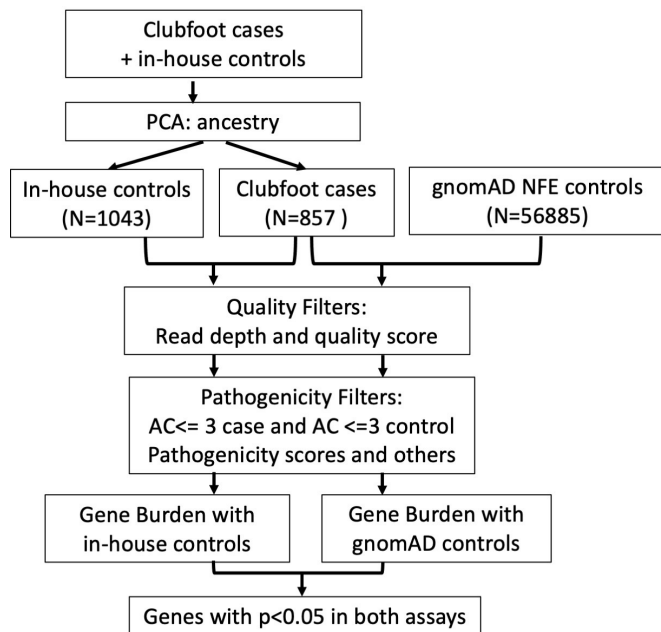 Clubfoot cases
+ in-house controls
PCA: ancestry
In-house controls
(N=1043)
Clubfoot cases
(N=857 )
gnomAD NFE controls
(N=56885)
Quality Filters:
Read depth and quality score
Pathogenicity Filters:
AC<= 3 case and AC <=3 control
Pathogenicity scores and others
Gene Burden with
in-house controls
Gene Burden with
gnomAD controls
Genes with p<0.05 in both assays